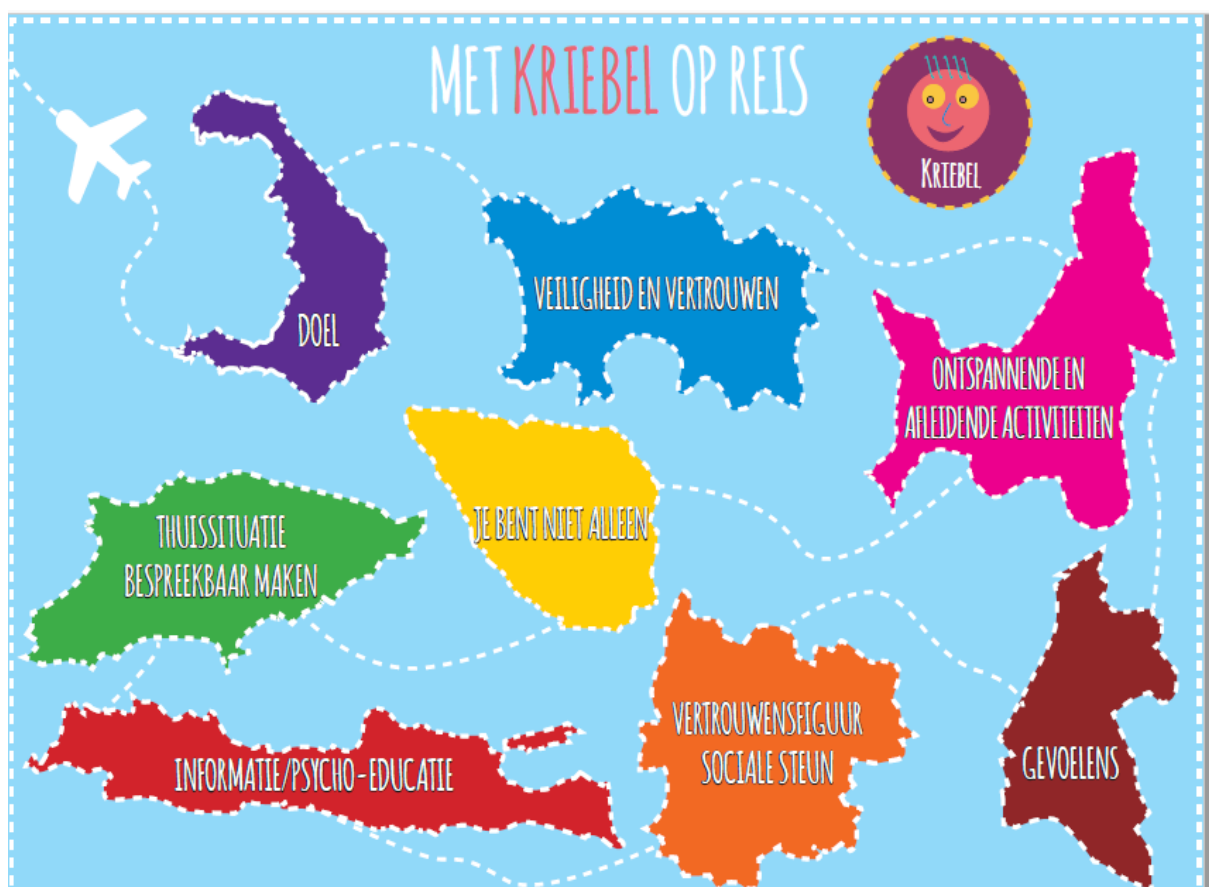 MET KRIEBEL OP REIS
KRIEBEL
DOEL
VEILIGHEID EN VERTROUWEN
ONTSPANNENDE EN
AFLEIDENDE ACTIVITEITEN
JE BENT NIET ALLEEN
THUISSITUATIE
BESPREEKBAAR MAKEN
INFORMATIE/PSYCHO-EDUCATIE
VERTROUWENSFIGUUR
SOCIALE STEUN
GEVOELENS